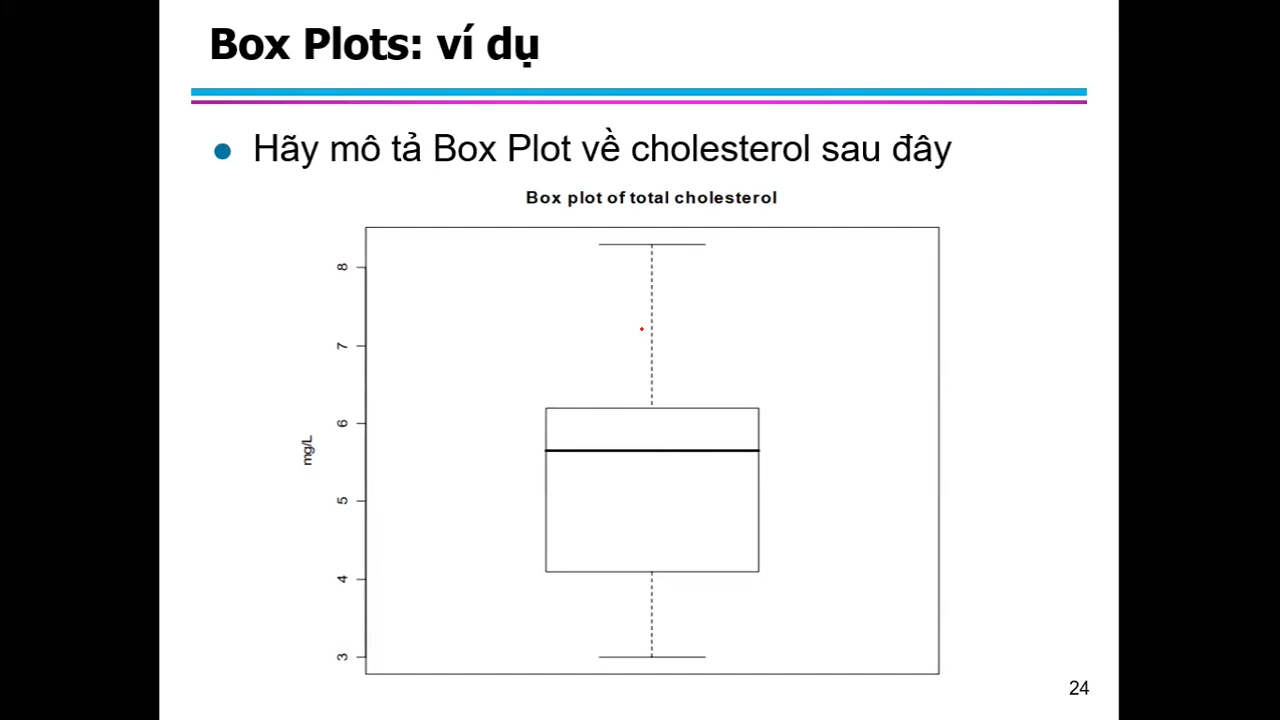 Box Plots: ví dụ
Hãy mô tả Box Plot về cholesterol sau đây
Box plot of total cholesterol
8
7
6
5
4
3
mg/L
24